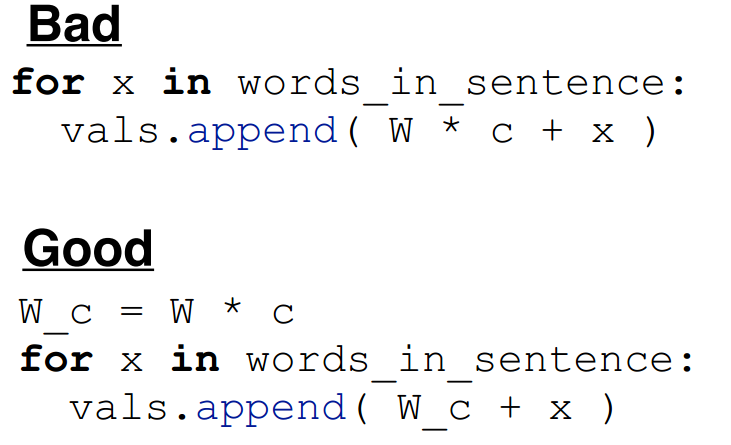 Bad
for x in words_in_sentence:
vals.append( W * c + x )
Good
W_c = W * c
for x in words_in_sentence:
vals.append( W_c + x )